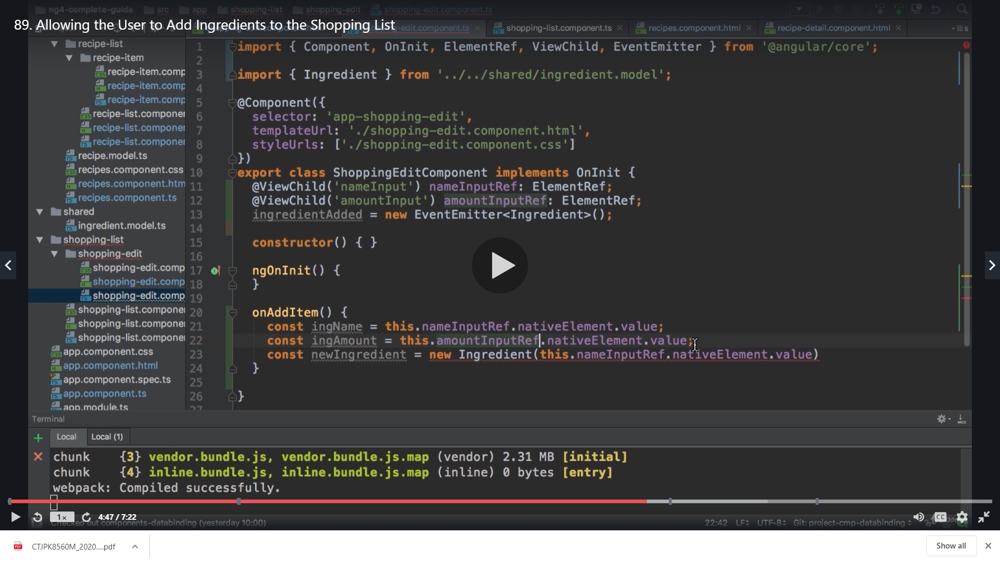 ng4-complete-guide src app shopping-list shopping-edit shopping-edit.component.ts
89. Allowing the User to Add Ingredients to the Shopping List
shopping-edit.component.ts shopping-list.component.ts recipes.component.html recipe-detail.component.html 5
recipe-list
recipe-item
recipe-item.comp
recipe-item.comp
recipe-item.comp
recipe-list.componer
recipe-list.componer
recipe-list.componer
recipe.model.ts
recipes.component.css
recipes.component.htm
recipes.component.ts
shared
ingredient.model.ts
shopping-list
shopping-edit
shopping-edit.comp
shopping-edit.comp
shopping-edit.comp
shopping-list.compone
shopping-list.compone
shopping-list.compone
app.component.css
app.component.html
app.component.spec.ts
app.component.ts
app.module.ts
1 import { Component, OnInit, ElementRef, ViewChild, EventEmitter } from '@angular/core';
2
3 import { Ingredient } from '../../shared/ingredient.model';
4
5 @Component({
6 selector: 'app-shopping-edit',
7 templateUrl: './shopping-edit.component.html',
8 styleUrls: ['./shopping-edit.component.css']
9 })
10 export class ShoppingEditComponent implements OnInit {
11 @ViewChild('nameInput') nameInputRef: ElementRef;
12 @ViewChild('amountInput') amountInputRef: ElementRef;
13 ingredientAdded = new EventEmitter<Ingredient>();
14
15 constructor() { }
16
17 ngOnInit() {
18 }
19
20 onAddItem() {
21 const ingName = this.nameInputRef.nativeElement.value;
22 const ingAmount = this.amountInputRef.nativeElement.value;
23 const newIngredient = new Ingredient(this.nameInputRef.nativeElement.value)
24 }
25
26 }
27
Terminal
Local Local (1)
chunk {3} vendor.bundle.js, vendor.bundle.js.map (vendor) 2.31 MB [initial]
chunk {4} inline.bundle.js, inline.bundle.js.map (inline) 0 bytes [entry]
webpack: Compiled successfully.
1× 4:47 / 7:22 CC
Checked out components-databinding (yesterday 10:00) 22:42 LF UTF-8 Git: project-cmp-databinding
CTJPK8560M_2020....pdf Show all